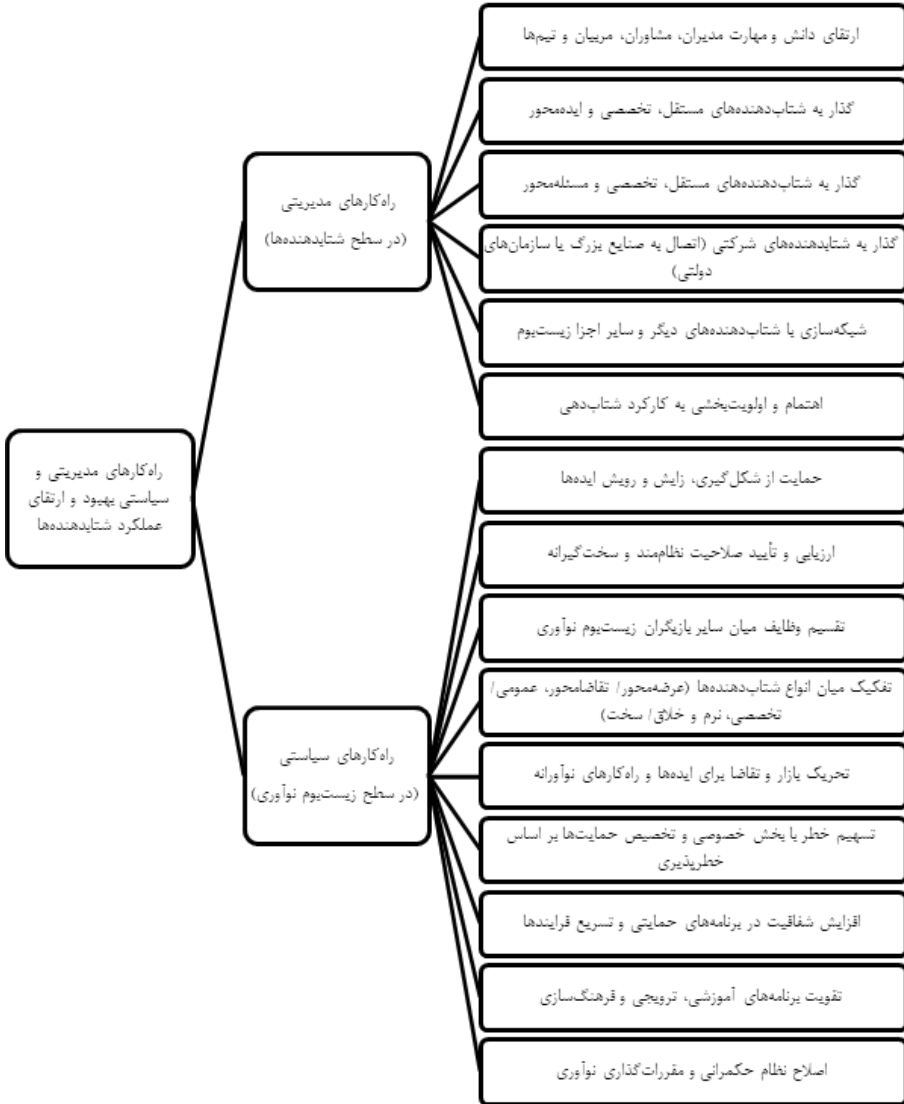 راه‌کارهای مدیریتی و
سیاستی بهبود و ارتقای
عملکرد شتابدهنده‌ها
راه‌کارهای مدیریتی
(در سطح شتابدهنده‌ها)
ارتقای دانش و مهارت مدیران، مشاوران، مربیان و تیم‌ها
گذار به شتاب‌دهنده‌های مستقل، تخصصی و ایده‌محور
گذار به شتاب‌دهنده‌های مستقل، تخصصی و مسئله‌محور
گذار به شتابدهنده‌های شرکتی (اتصال به صنایع بزرگ یا سازمان‌های
دولتی)
شبکه‌سازی با شتاب‌دهنده‌های دیگر و سایر اجزا زیست‌بوم
اهتمام و اولویت‌بخشی به کارکرد شتاب‌دهی
راه‌کارهای سیاستی
(در سطح زیست‌بوم نوآوری)
حمایت از شکل‌گیری، زایش و رویش ایده‌ها
ارزیابی و تأیید صلاحیت نظام‌مند و سخت‌گیرانه
تقسیم وظایف میان سایر بازیگران زیست‌بوم نوآوری
تفکیک میان انواع شتاب‌دهنده‌ها (عرضه‌محور/ تقاضامحور، عمومی/
تخصصی، نرم و خلاق/ سخت)
تحریک بازار و تقاضا برای ایده‌ها و راه‌کارهای نوآورانه
تسهیم خطر با بخش خصوصی و تخصیص حمایت‌ها بر اساس
خطرپذیری
افزایش شفافیت در برنامه‌های حمایتی و تسریع فرایندها
تقویت برنامه‌های آموزشی، ترویجی و فرهنگ‌سازی
اصلاح نظام حکمرانی و مقررات‌گذاری نوآوری